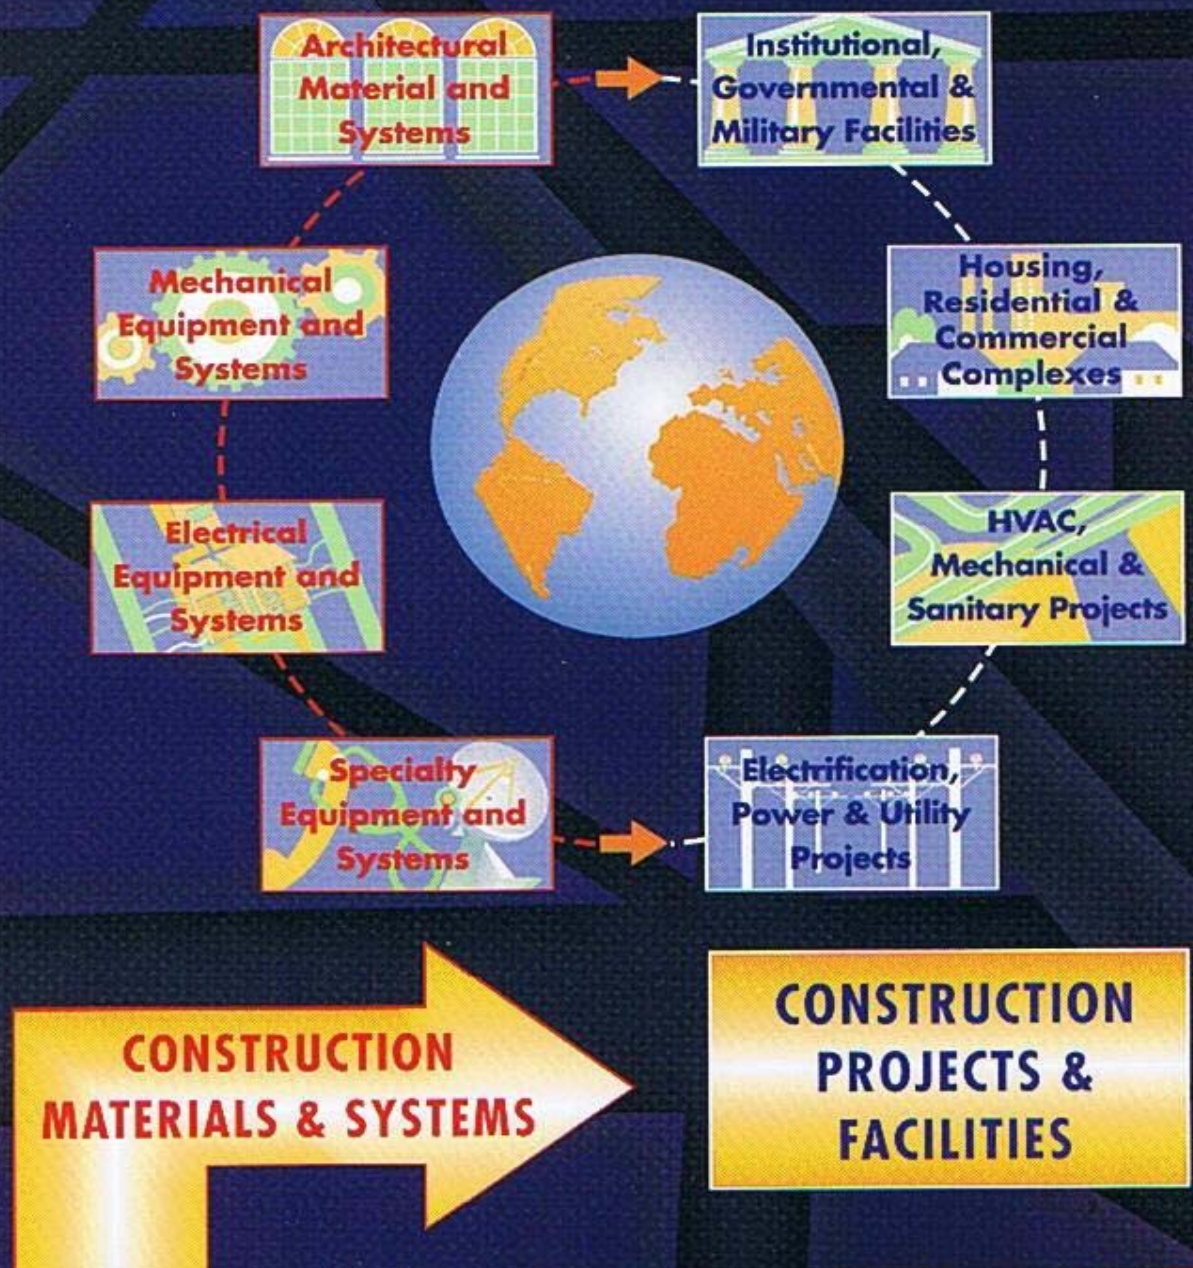 Architectural
Material and
Systems
Institutional,
Governmental &
Military Facilities
Mechanical
Equipment and
Systems
Housing,
Residential &
Commercial
Complexes
Electrical
Equipment and
Systems
HVAC,
Mechanical &
Sanitary Projects
Specialty
Equipment and
Systems
Electrification,
Power & Utility
Projects
CONSTRUCTION
MATERIALS & SYSTEMS
CONSTRUCTION
PROJECTS &
FACILITIES